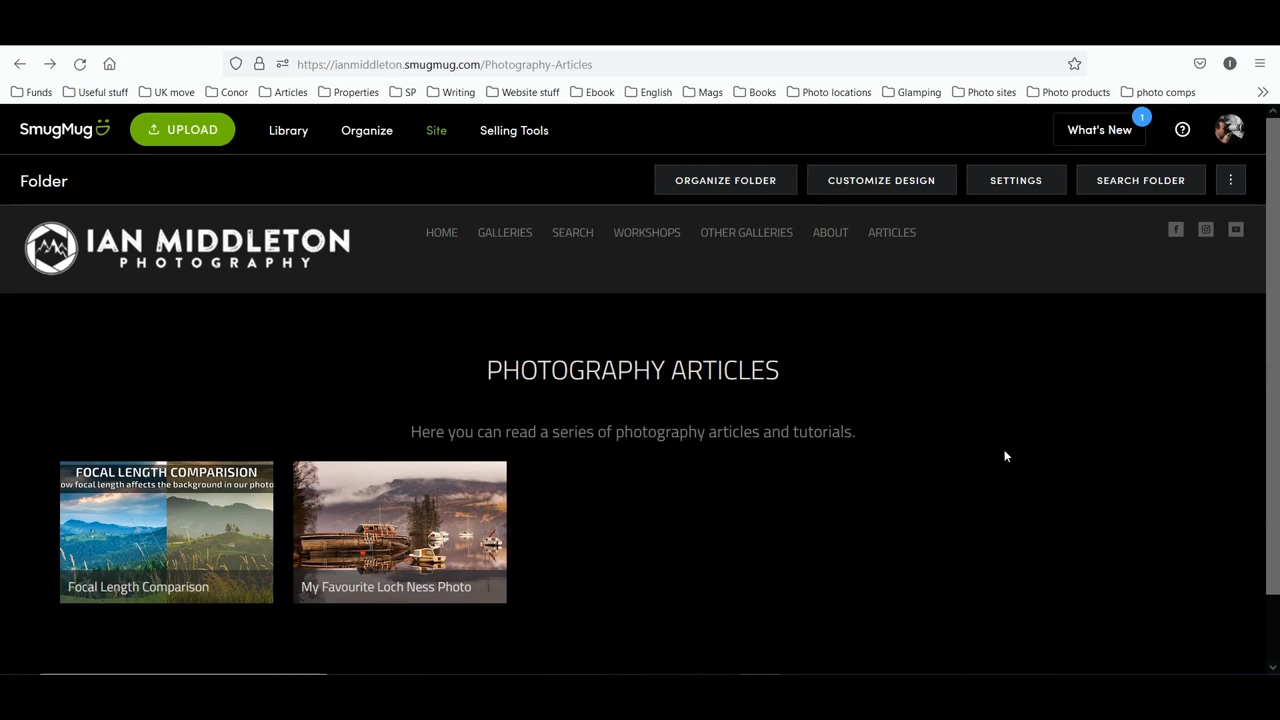 https://ianmiddleton.smugmug.com/Photography-Articles
Funds Useful stuff UK move Conor Articles Properties SP Writing Website stuff Ebook English Mags Books Photo locations Glamping Photo sites Photo products photo comps
SmugMug UPLOAD Library Organize Site Selling Tools What's New 1
Folder ORGANIZE FOLDER CUSTOMIZE DESIGN SETTINGS SEARCH FOLDER
IAN MIDDLETON
PHOTOGRAPHY
HOME GALLERIES SEARCH WORKSHOPS OTHER GALLERIES ABOUT ARTICLES
PHOTOGRAPHY ARTICLES
Here you can read a series of photography articles and tutorials.
FOCAL LENGTH COMPARISON
ow focal length affects the background in our photo
Focal Length Comparison
My Favourite Loch Ness Photo